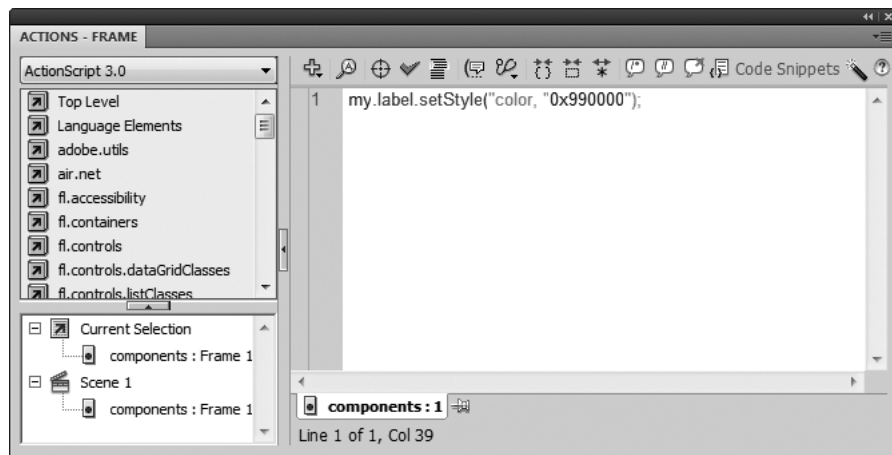 ACTIONS - FRAME
ActionScript 3.0
Top Level
Language Elements
adobe.utils
air.net
fl.accessibility
fl.containers
fl.controls
fl.controls.dataGridClasses
fl.controls.listClasses
Current Selection
components : Frame 1
Scene 1
components : Frame 1
Code Snippets
1 my.label.setStyle("color, "0x990000");
components : 1
Line 1 of 1, Col 39